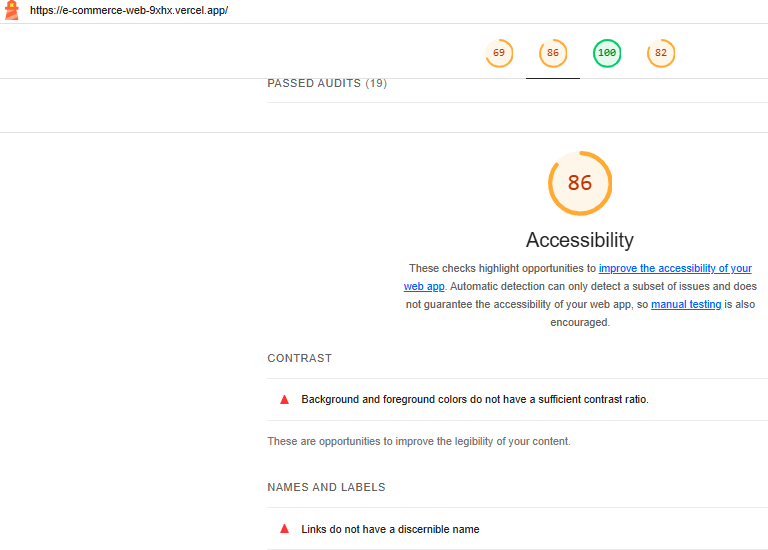 https://e-commerce-web-9xhx.vercel.app/
69 86 100 82
PASSED AUDITS (19)
86
Accessibility
These checks highlight opportunities to improve the accessibility of your
web app. Automatic detection can only detect a subset of issues and does
not guarantee the accessibility of your web app, so manual testing is also
encouraged.
CONTRAST
Background and foreground colors do not have a sufficient contrast ratio.
These are opportunities to improve the legibility of your content.
NAMES AND LABELS
Links do not have a discernible name